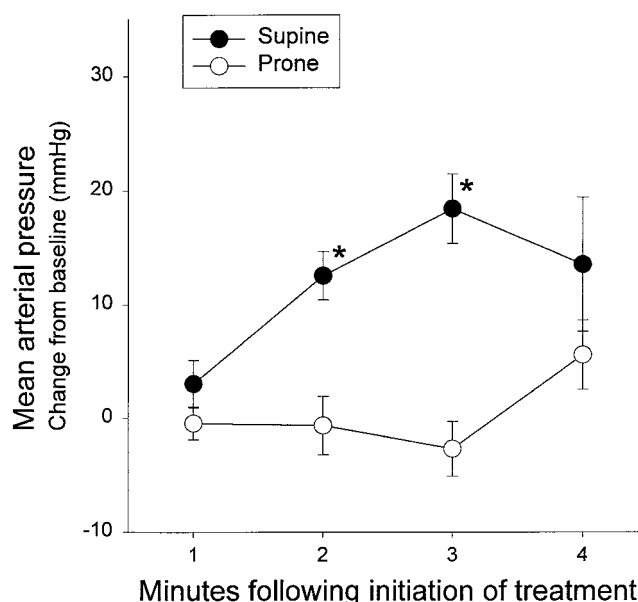 Supine
Prone
30
20
10
0
-10
Mean arterial pressure
Change from baseline (mmHg)
*
*
1 2 3 4
Minutes following initiation of treatment